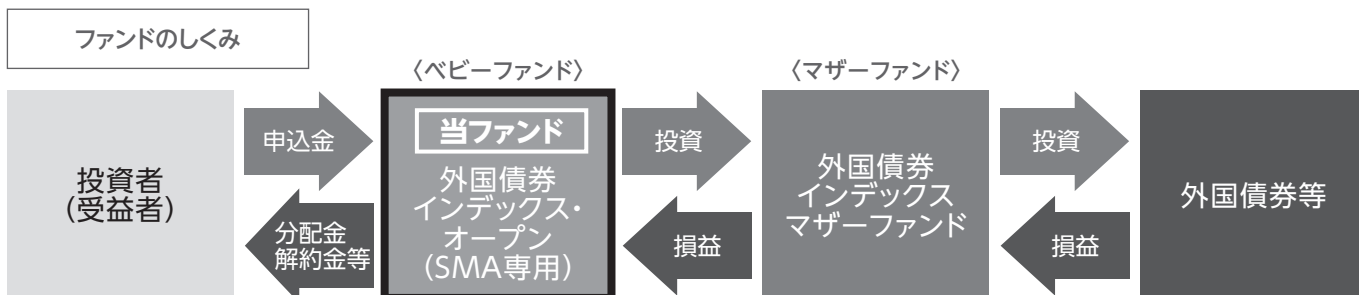 ファンドのしくみ
〈ベビーファンド〉
〈マザーファンド〉
投資者
(受益者)
申込金
分配金
解約金等
当ファンド
外国債券
インデックス・
オープン
(SMA専用)
投資
損益
外国債券
インデックス
マザーファンド
投資
損益
外国債券等